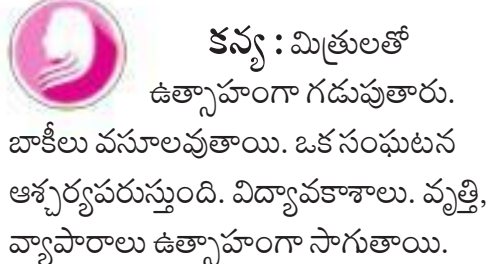 కన్య : మిత్రులతో
ఉత్సాహంగా గడుపుతారు.
బాకీలు వసూలవుతాయి. ఒక సంఘటన
ఆశ్చర్యపరుస్తుంది. విద్యావకాశాలు. వృత్తి,
వ్యాపారాలు ఉత్సాహంగా సాగుతాయి.